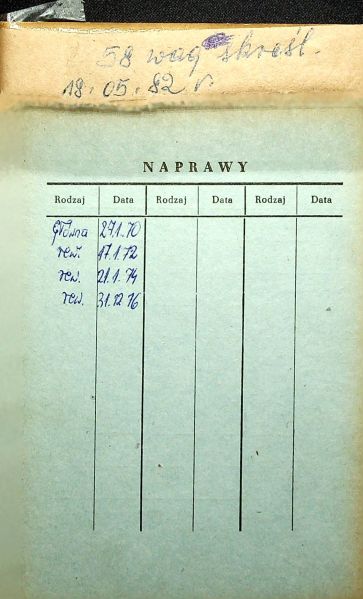 58 wag skreśl.
18.05.82 r.
NAPRAWY
Rodzaj Data Rodzaj Data Rodzaj Data
główna 29.1.70
rew. 17.1.72
rew. 21.1.74
rew. 31.12.76